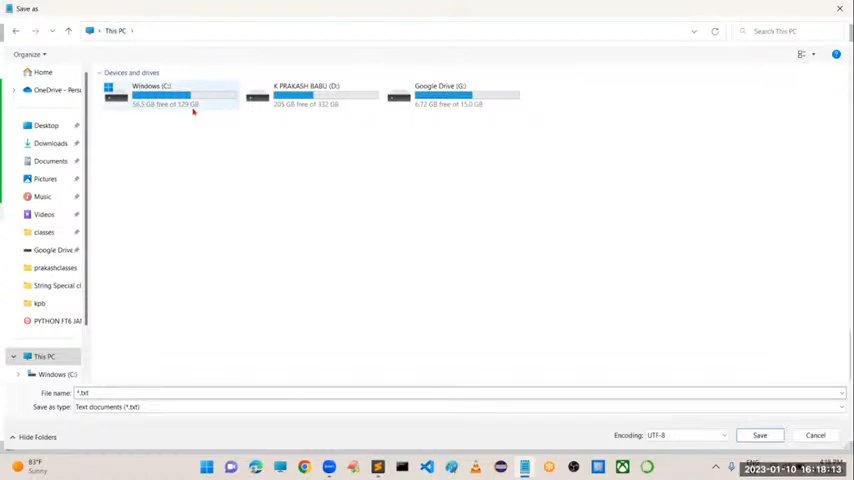 Save as
This PC
Search This PC
Organize
Home
OneDrive - Pers
Desktop
Downloads
Documents
Pictures
Music
Videos
classes
Google Drive
prakashclasses
String Special cl
kpb
PYTHON FT6 JAN
This PC
Windows (C:)
Devices and drives
Windows (C:)
56.5 GB free of 129 GB
K PRAKASH BABU (D:)
205 GB free of 332 GB
Google Drive (G:)
6.72 GB free of 15.0 GB
File name: *.txt
Save as type: Text documents (*.txt)
Hide Folders
Encoding: UTF-8
Save
Cancel
83°F
Sunny
2023-01-10 16:18:13